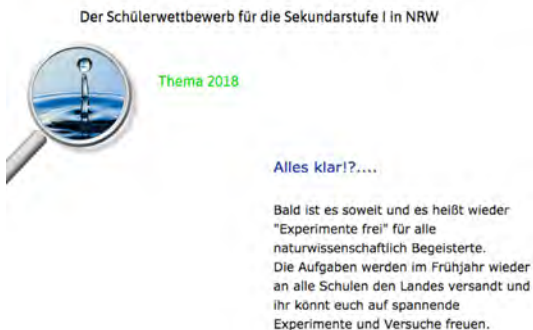 Der Schülerwettbewerb für die Sekundarstufe I in NRW
Thema 2018
Alles klar!?....
Bald ist es soweit und es heißt wieder
"Experimente frei" für alle
naturwissenschaftlich Begeisterte.
Die Aufgaben werden im Frühjahr wieder
an alle Schulen den Landes versandt und
ihr könnt euch auf spannende
Experimente und Versuche freuen.